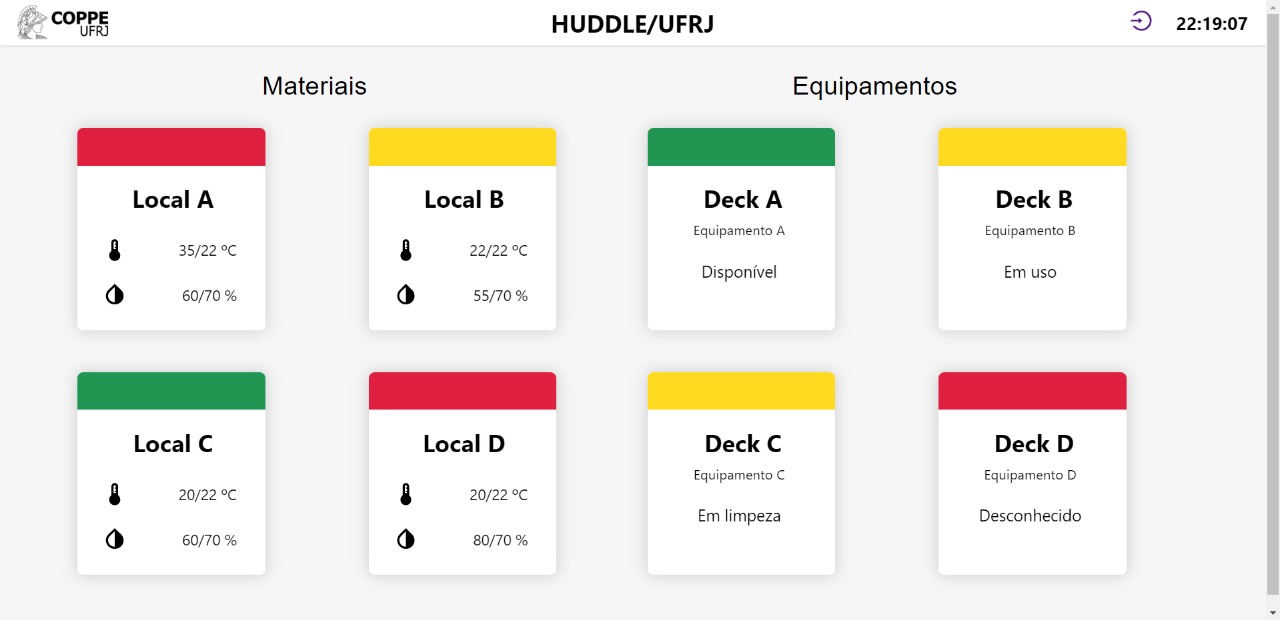 COPPE
UFRJ
HUDDLE/UFRJ
22:19:07
Materiais
Equipamentos
Local A
35/22 ºC
60/70 %
Local B
22/22 ºC
55/70 %
Deck A
Equipamento A
Disponível
Deck B
Equipamento B
Em uso
Local C
20/22 ºC
60/70 %
Local D
20/22 ºC
80/70 %
Deck C
Equipamento C
Em limpeza
Deck D
Equipamento D
Desconhecido